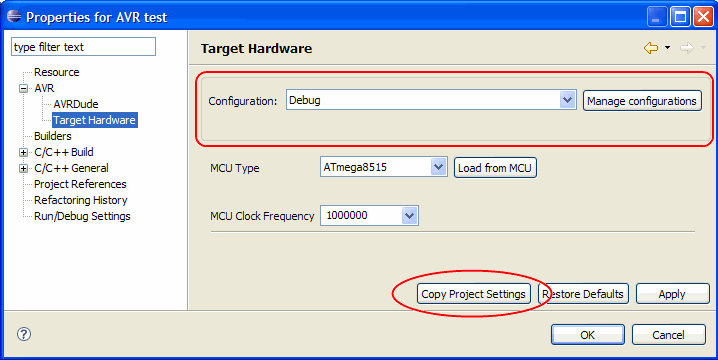 Properties for AVR test
type filter text
Resource
AVR
AVRDude
Target Hardware
Builders
C/C++ Build
C/C++ General
Project References
Refactoring History
Run/Debug Settings
Target Hardware
Configuration: Debug Manage configurations
MCU Type ATmega8515 Load from MCU
MCU Clock Frequency 1000000
Copy Project Settings Restore Defaults Apply
? OK Cancel